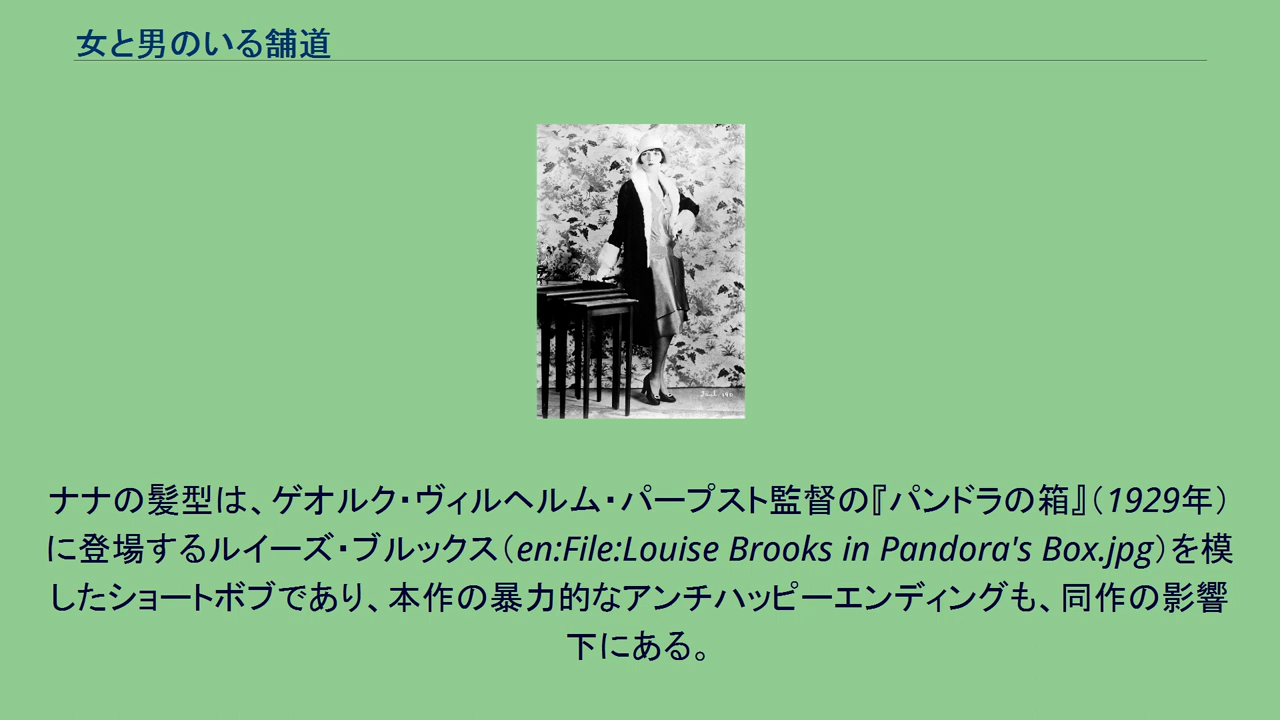 女と男のいる舗道
ナナの髪型は、ゲオルク・ヴィルヘルム・パープスト監督の『パンドラの箱』（1929年）
に登場するルイーズ・ブルックス（en:File:Louise Brooks in Pandora's Box.jpg）を模
したショートボブであり、本作の暴力的なアンチハッピーエンディングも、同作の影響
下にある。